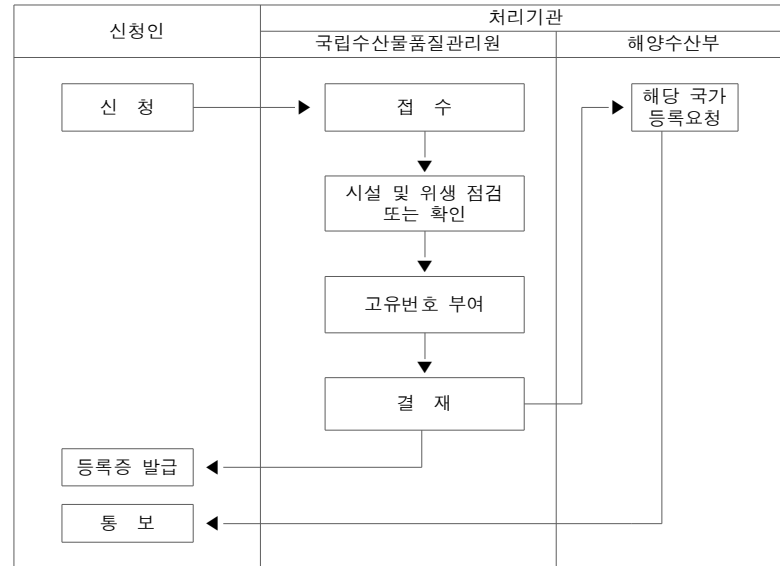 신청인
처리기관
국립수산물품질관리원
해양수산부
신 청
접 수
해당 국가
등록요청
시설 및 위생 점검
또는 확인
고유번호 부여
결 재
등록증 발급
통 보